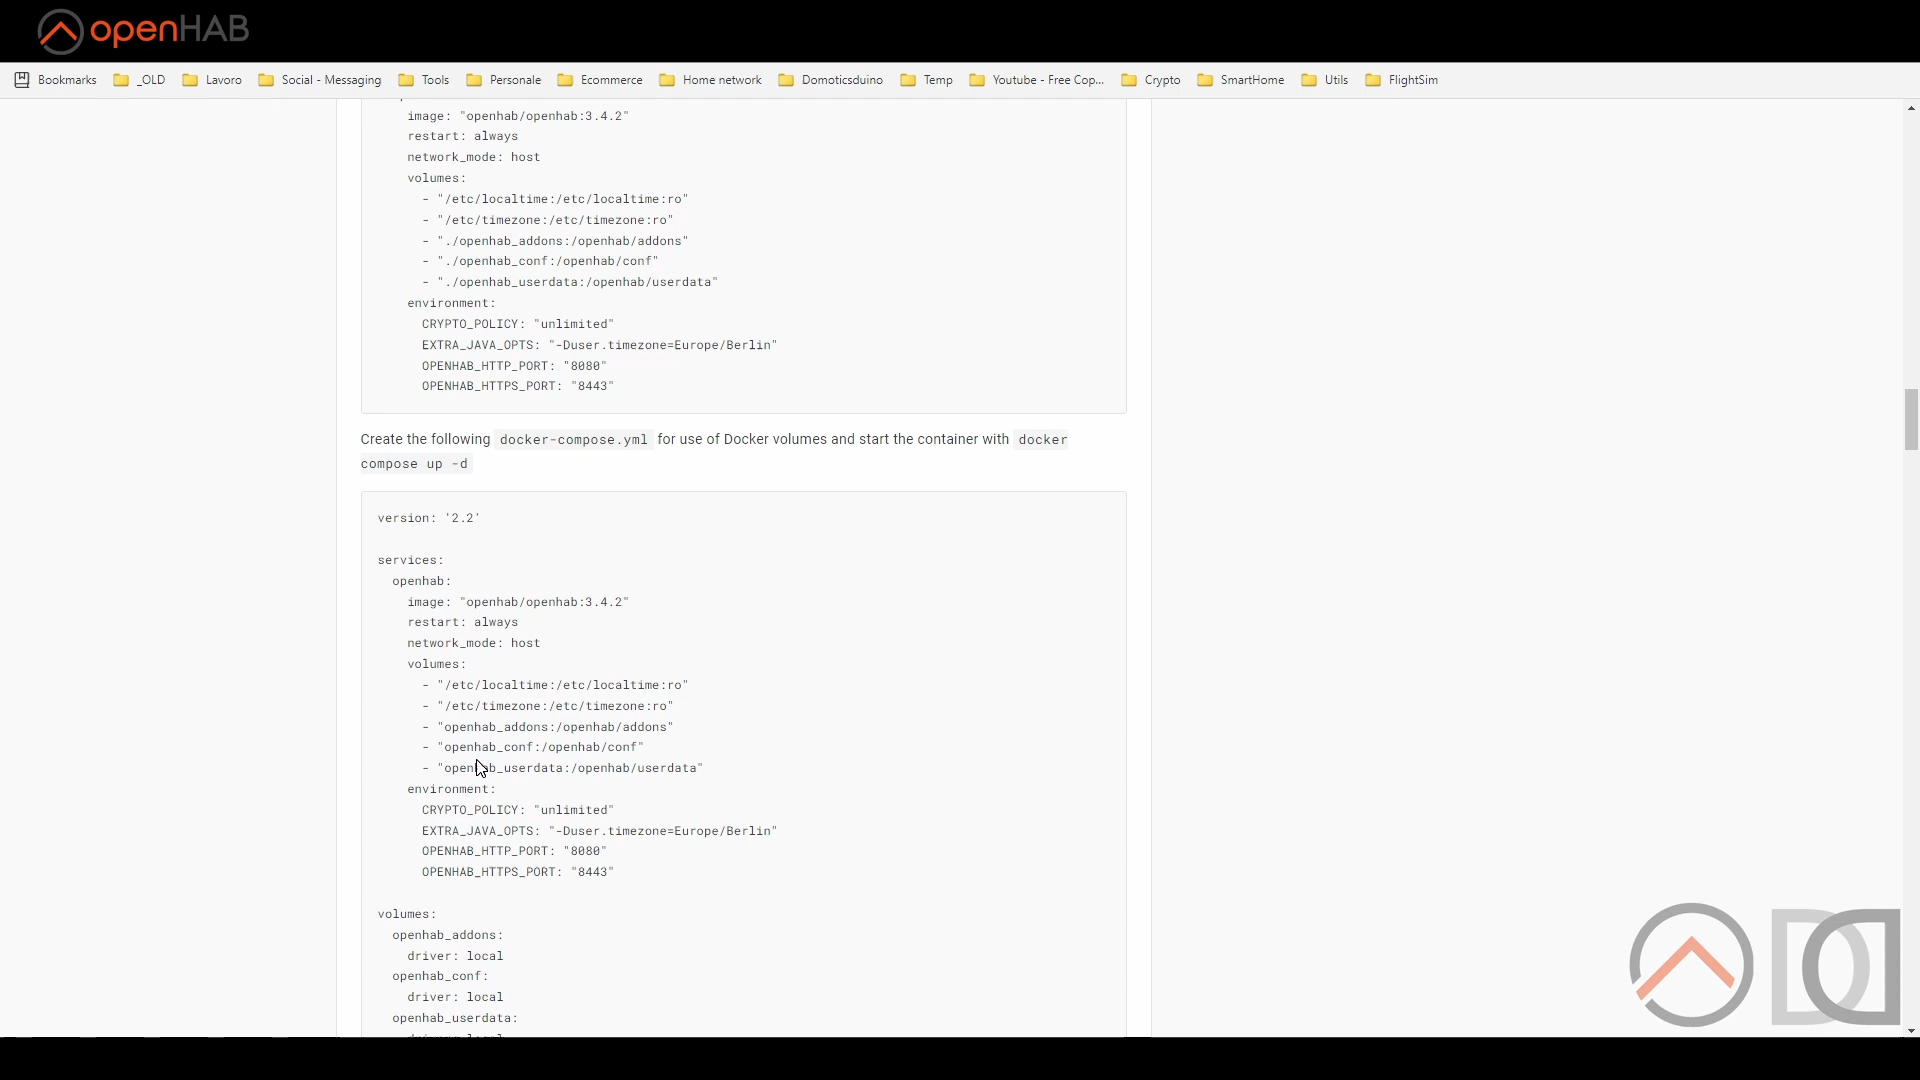 openHAB
Bookmarks _OLD Lavoro Social - Messaging Tools Personale Ecommerce Home network Domoticsduino Temp Youtube - Free Cop... Crypto SmartHome Utils FlightSim
image: "openhab/openhab:3.4.2"
restart: always
network_mode: host
volumes:
- "/etc/localtime:/etc/localtime:ro"
- "/etc/timezone:/etc/timezone:ro"
- "./openhab_addons:/openhab/addons"
- "./openhab_conf:/openhab/conf"
- "./openhab_userdata:/openhab/userdata"
environment:
CRYPTO_POLICY: "unlimited"
EXTRA_JAVA_OPTS: "-Duser.timezone=Europe/Berlin"
OPENHAB_HTTP_PORT: "8080"
OPENHAB_HTTPS_PORT: "8443"
Create the following docker-compose.yml for use of Docker volumes and start the container with docker
compose up -d
version: '2.2'
services:
openhab:
image: "openhab/openhab:3.4.2"
restart: always
network_mode: host
volumes:
- "/etc/localtime:/etc/localtime:ro"
- "/etc/timezone:/etc/timezone:ro"
- "openhab_addons:/openhab/addons"
- "openhab_conf:/openhab/conf"
- "openhab_userdata:/openhab/userdata"
environment:
CRYPTO_POLICY: "unlimited"
EXTRA_JAVA_OPTS: "-Duser.timezone=Europe/Berlin"
OPENHAB_HTTP_PORT: "8080"
OPENHAB_HTTPS_PORT: "8443"
volumes:
openhab_addons:
driver: local
openhab_conf:
driver: local
openhab_userdata: